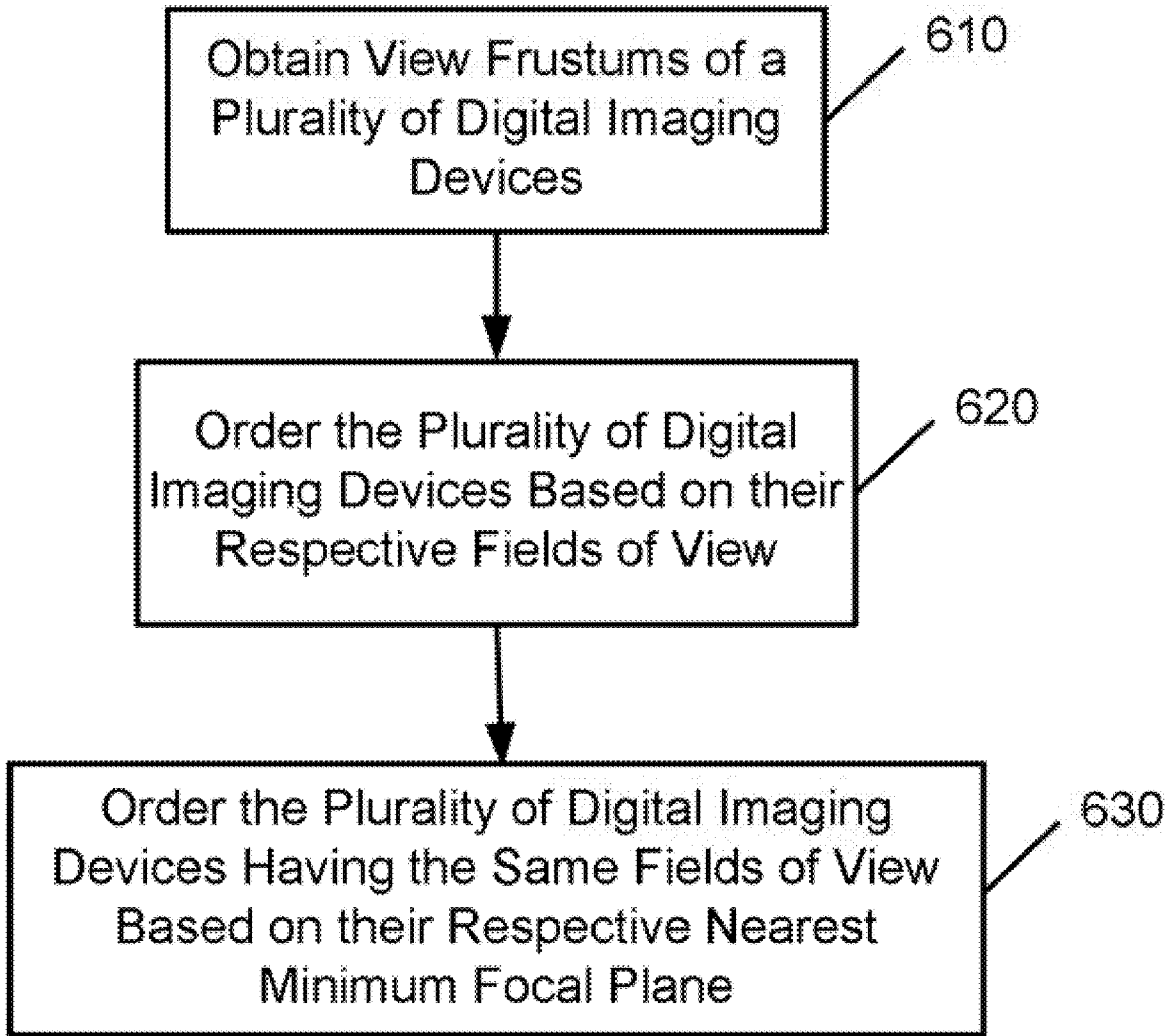 Obtain View Frustums of a
Plurality of Digital Imaging
Devices
610
Order the Plurality of Digital
Imaging Devices Based on their
Respective Fields of View
620
Order the Plurality of Digital Imaging
Devices Having the Same Fields of View
Based on their Respective Nearest
Minimum Focal Plane
630